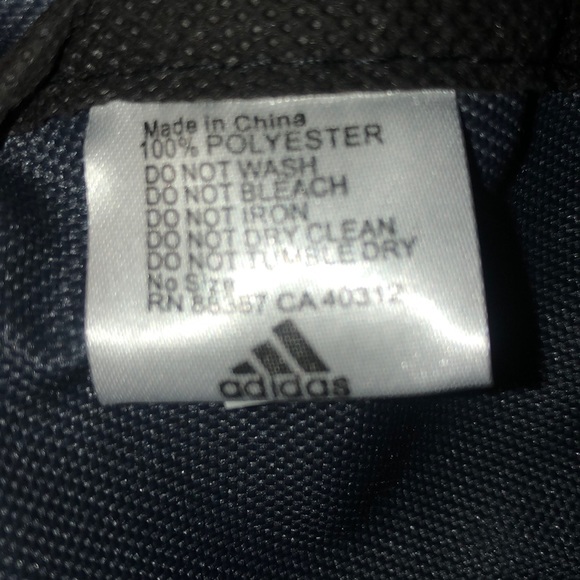 Made in China
100% POLYESTER
DO NOT WASH
DO NOT BLEACH
DO NOT IRON
DO NOT DRY CLEAN
DO NOT TUMBLE DRY
No Size
RN 88387 CA 40312
adidas